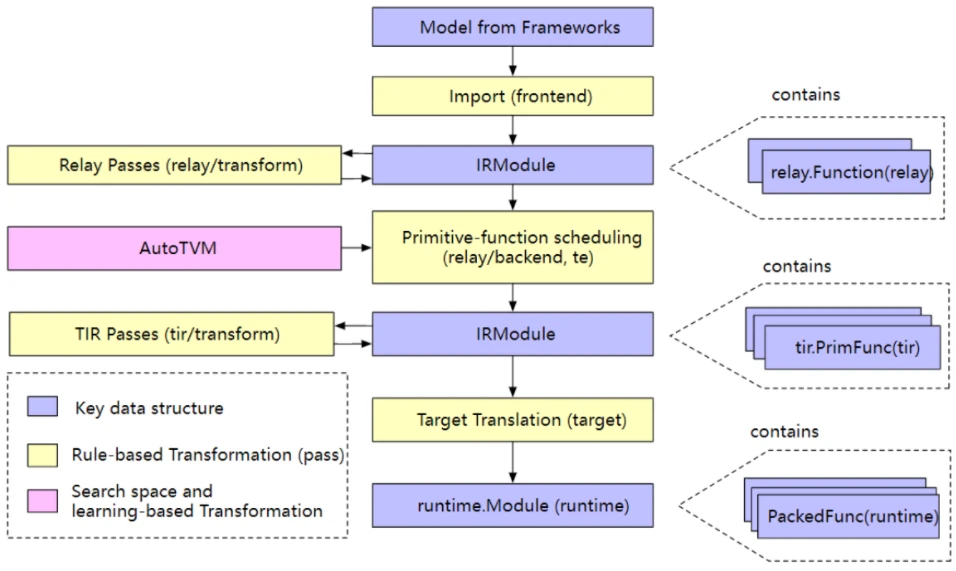 Model from Frameworks
Import (frontend)
contains
Relay Passes (relay/transform)
IRModule
relay.Function(relay)
AutoTVM
Primitive-function scheduling
(relay/backend, te)
contains
TIR Passes (tir/transform)
IRModule
tir.PrimFunc(tir)
Key data structure
Target Translation (target)
contains
Rule-based Transformation (pass)
Search space and
learning-based Transformation
runtime.Module (runtime)
PackedFunc(runtime)